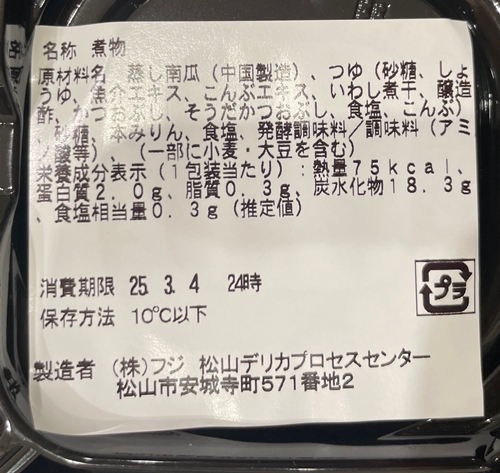 名称 煮物
原材料名 蒸し南瓜(中国製造)、つゆ(砂糖、しょ
うゆ、魚介エキス、こんぶエキス、いわし煮干、醸造
酢、かつおぶし、そうだかつおぶし、食塩、こんぶ)
、砂糖、本みりん、食塩、発酵調味料/調味料(アミ
ノ酸等)、(一部に小麦・大豆を含む)
栄養成分表示(1包装当たり):熱量75kcal、
蛋白質2.0g、脂質0.3g、炭水化物18.3g
、食塩相当量0.3g(推定値)
消費期限 25.3.4 24時
保存方法 10℃以下
プラ
製造者 (株)フジ 松山デリカプロセスセンター
松山市安城寺町571番地2